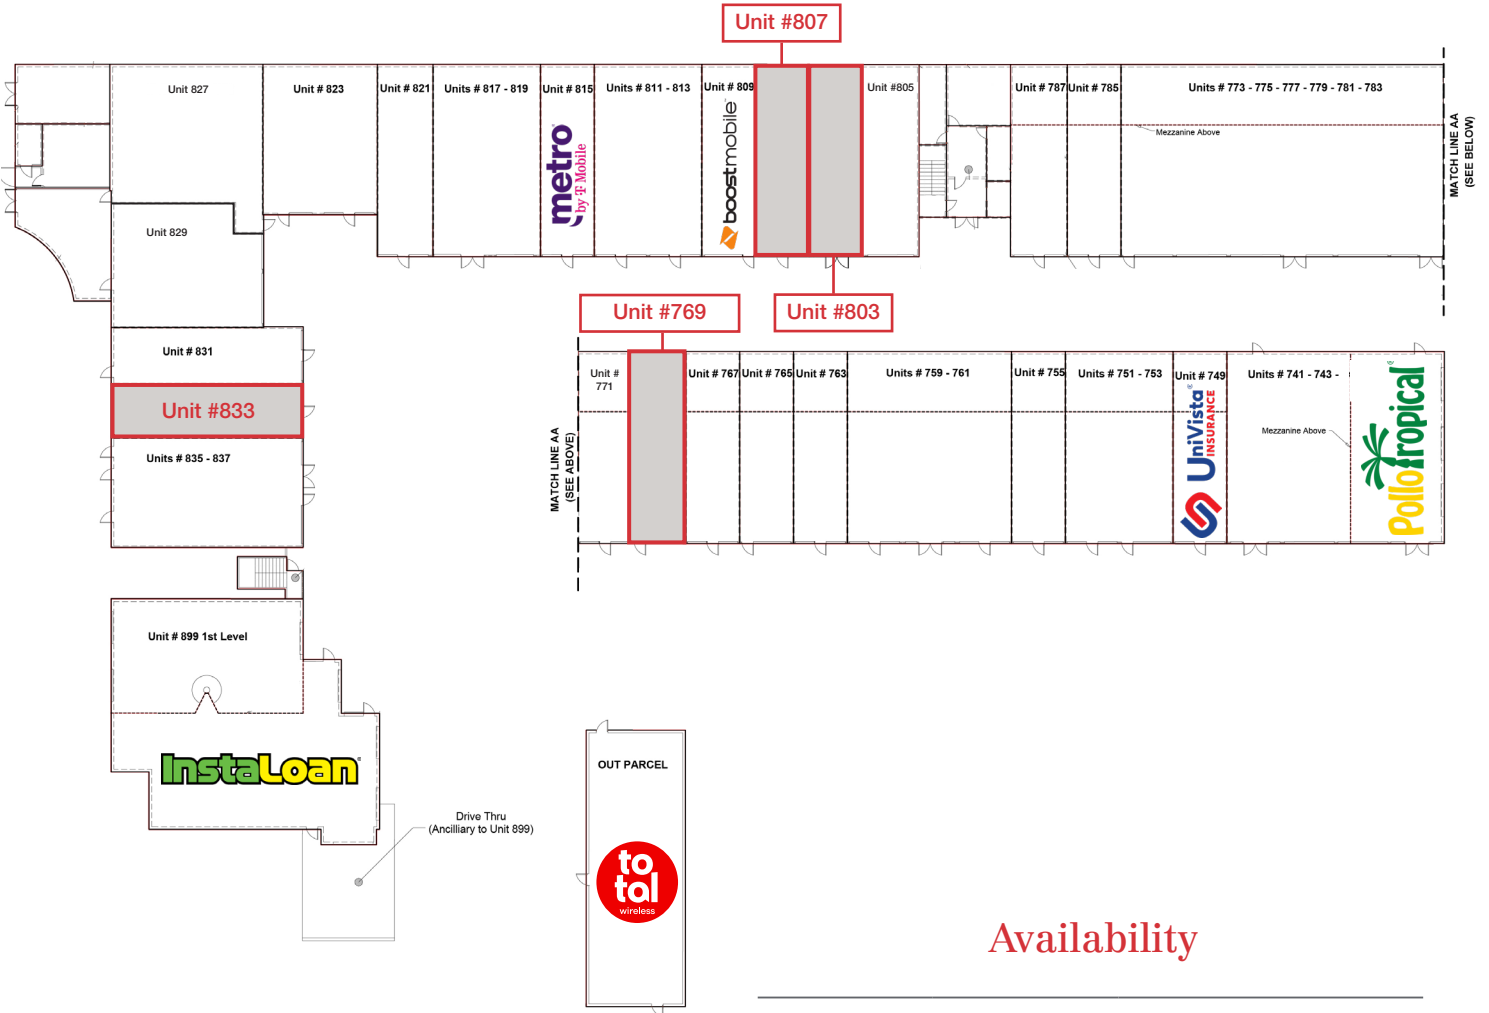 Unit #807
Unit 827
Unit # 823
Unit # 821
Units # 817 - 819
Unit # 815
Units # 811 - 813
Unit # 809
Unit #805
Unit # 787
Unit # 785
Units # 773 - 775 - 777 - 779 - 781 - 783
Mezzanine Above
MATCH LINE AA
(SEE BELOW)
metro
by T Mobile
boostmobile
Unit 829
Unit #769
Unit #803
Unit # 831
Unit #833
Units # 835 - 837
MATCH LINE AA
(SEE ABOVE)
Unit #
771
Unit # 767
Unit # 765
Unit # 763
Units # 759 - 761
Unit # 755
Units # 751 - 753
Unit # 749
Units # 741 - 743 -
Mezzanine Above
UniVista
INSURANCE
Pollo Tropical
Unit # 899 1st Level
InstaLoan
Drive Thru
(Ancilliary to Unit 899)
OUT PARCEL
to
tal
wireless
Availability